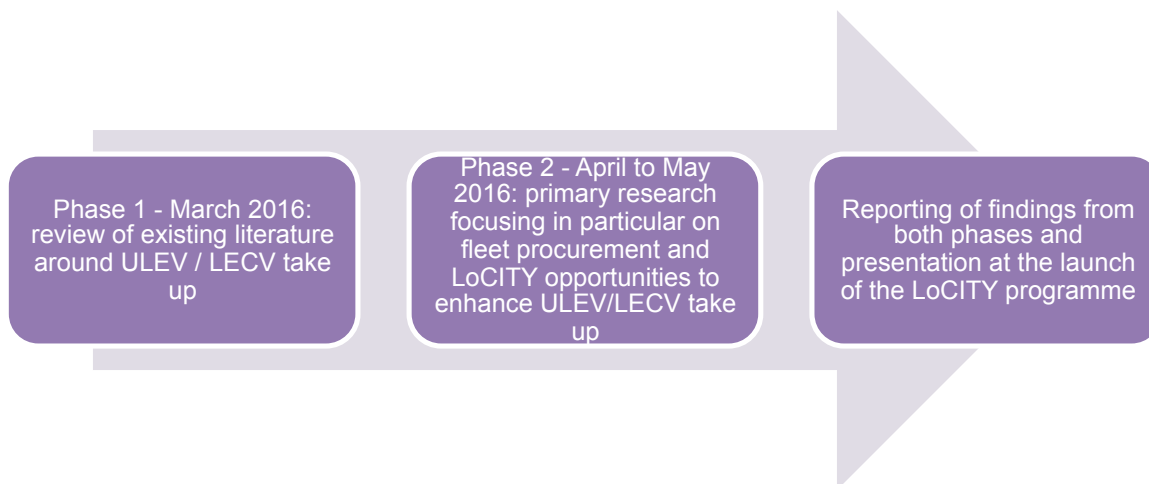 Phase 1 - March 2016:
review of existing literature
around ULEV / LECV take
up
Phase 2 - April to May
2016: primary research
focusing in particular on
fleet procurement and
LoCITY opportunities to
enhance ULEV/LECV take
up
Reporting of findings from
both phases and
presentation at the launch
of the LoCITY programme